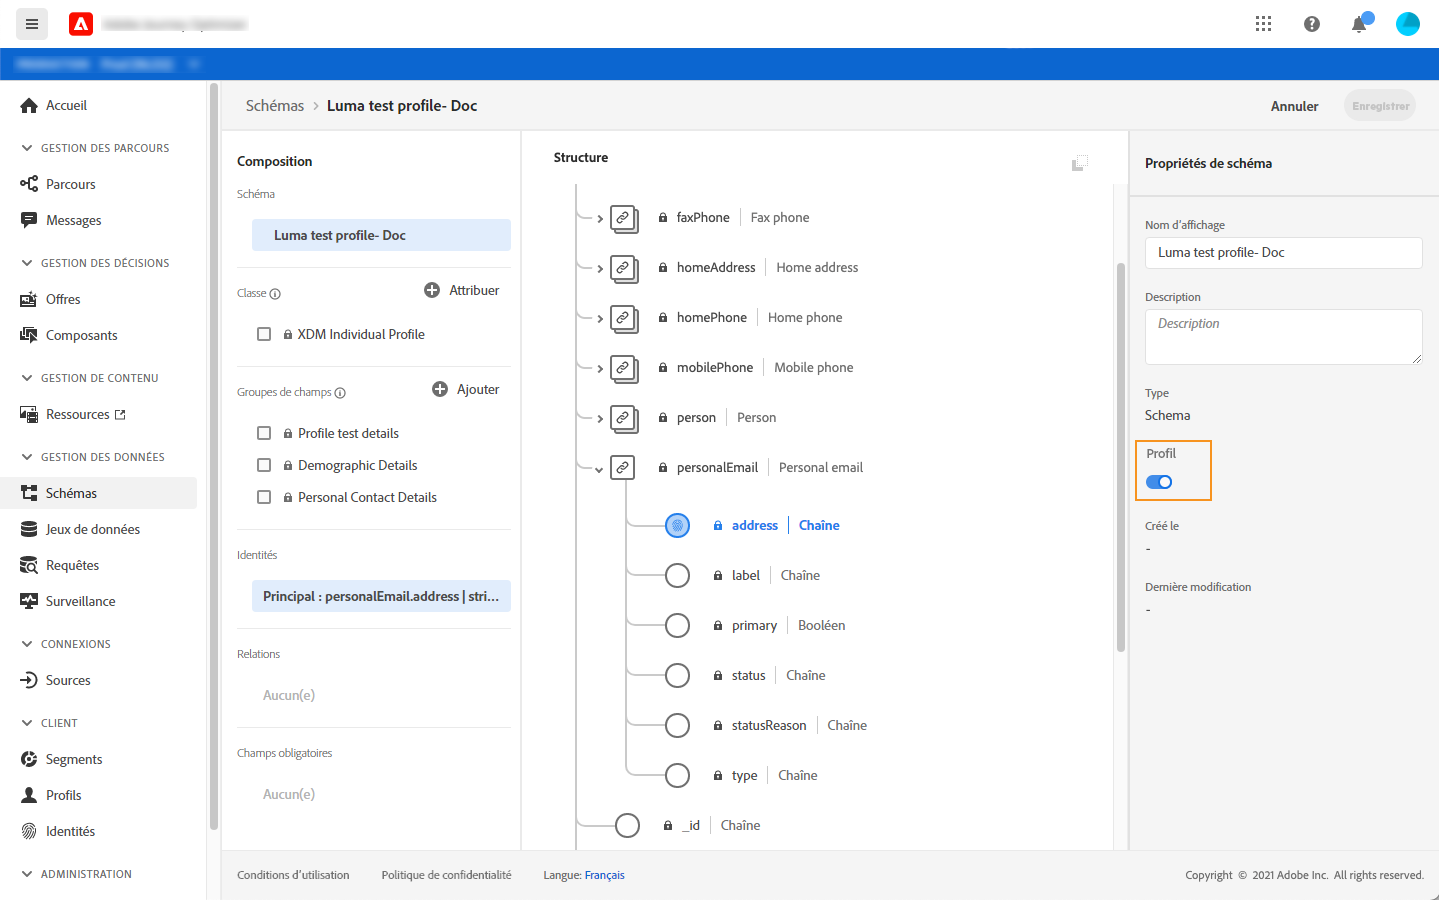 Schémas > Luma test profile- Doc
Annuler
Enregistrer
Accueil
GESTION DES PARCOURS
Parcours
Messages
GESTION DES DÉCISIONS
Offres
Composants
GESTION DE CONTENU
Ressources
GESTION DES DONNÉES
Schémas
Jeux de données
Requêtes
Surveillance
CONNEXIONS
Sources
CLIENT
Segments
Profils
Identités
ADMINISTRATION
Composition
Schéma
Luma test profile- Doc
Classe
Attribuer
XDM Individual Profile
Groupes de champs
Ajouter
Profile test details
Demographic Details
Personal Contact Details
Identités
Principal : personalEmail.address | stri...
Relations
Aucun(e)
Champs obligatoires
Aucun(e)
Structure
faxPhone | Fax phone
homeAddress | Home address
homePhone | Home phone
mobilePhone | Mobile phone
person | Person
personalEmail | Personal email
address | Chaîne
label | Chaîne
primary | Booléen
status | Chaîne
statusReason | Chaîne
type | Chaîne
_id | Chaîne
Propriétés de schéma
Nom d'affichage
Luma test profile- Doc
Description
Description
Type
Schema
Profil
Créé le
-
Dernière modification
-
Conditions d'utilisation
Politique de confidentialité
Langue: Français
Copyright © 2021 Adobe Inc. All rights reserved.